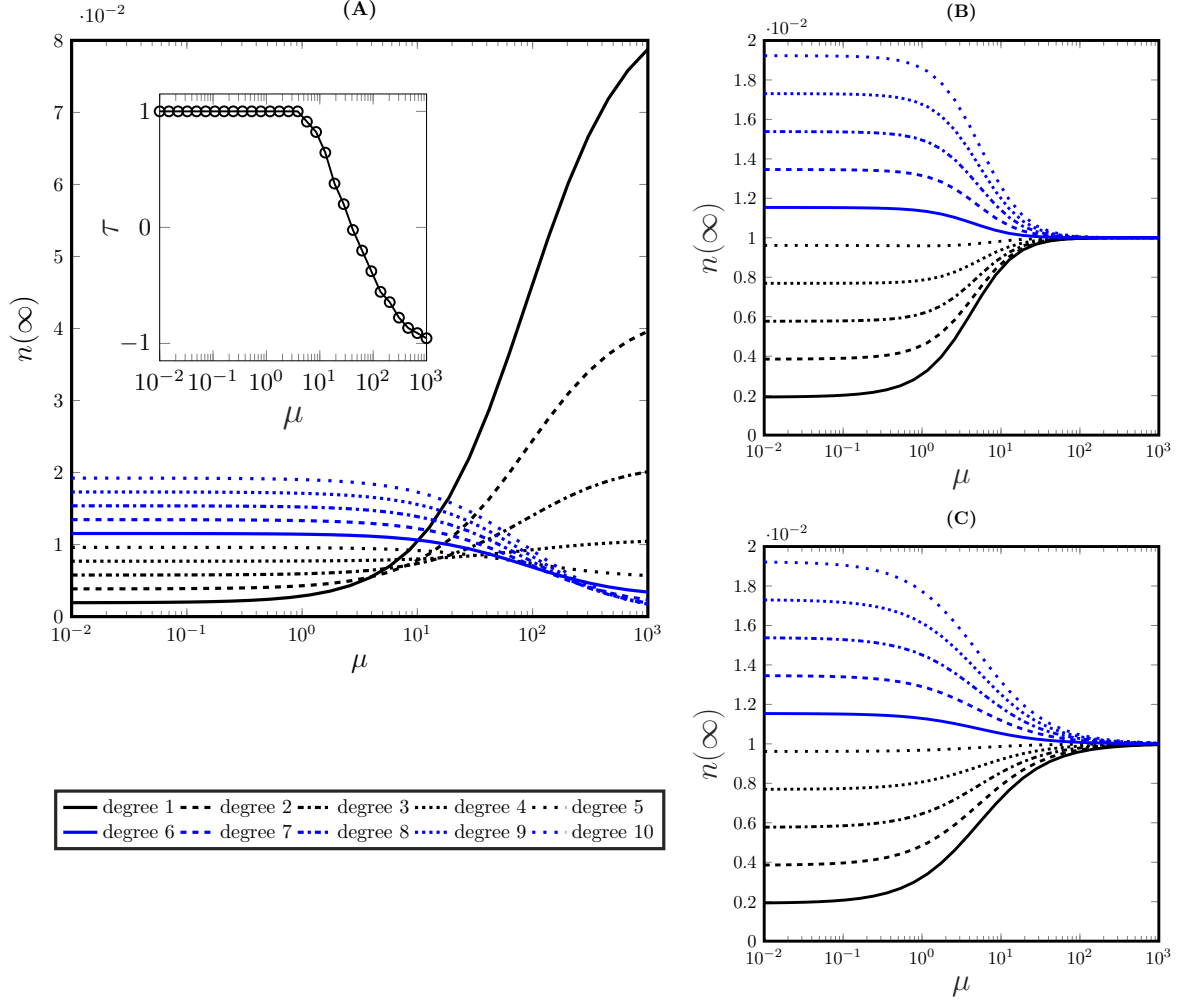 (A)
·10⁻²
8
7
6
5
4
3
2
1
0
n(∞)
10⁻² 10⁻¹ 10⁰ 10¹ 10² 10³
μ
1
0
−1
τ
10⁻² 10⁻¹ 10⁰ 10¹ 10² 10³
μ
(B)
·10⁻²
2
1.8
1.6
1.4
1.2
1
0.8
0.6
0.4
0.2
0
n(∞)
10⁻² 10⁻¹ 10⁰ 10¹ 10² 10³
μ
(C)
·10⁻²
2
1.8
1.6
1.4
1.2
1
0.8
0.6
0.4
0.2
0
n(∞)
10⁻² 10⁻¹ 10⁰ 10¹ 10² 10³
μ
degree 1 degree 2 degree 3 degree 4 degree 5
degree 6 degree 7 degree 8 degree 9 degree 10